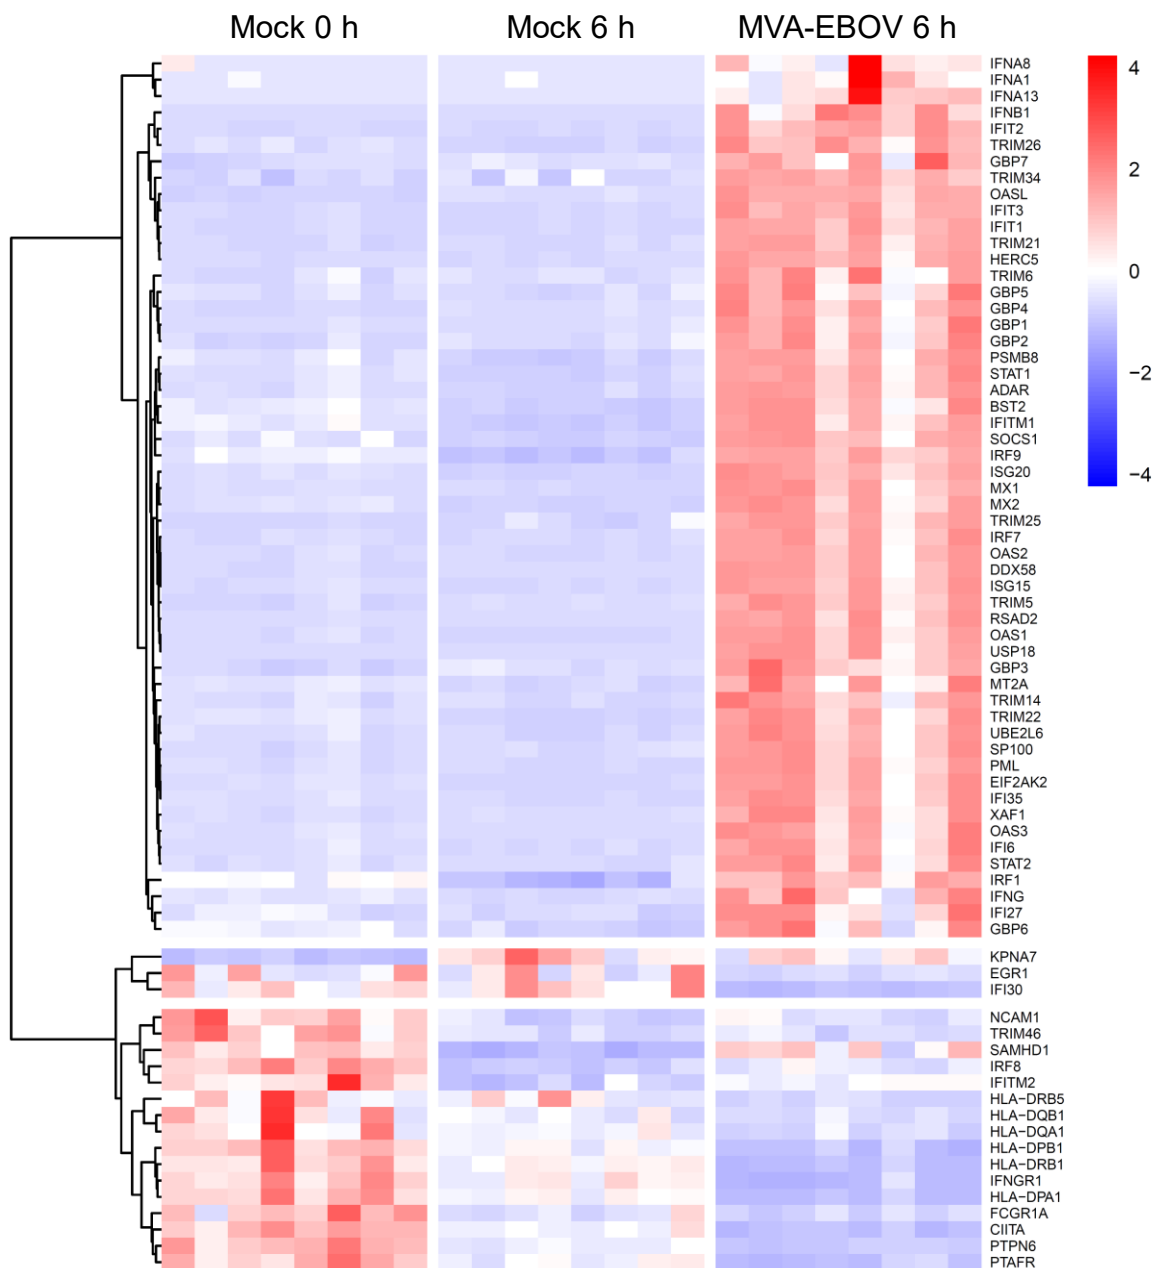 Mock 0 h Mock 6 h MVA-EBOV 6 h
IFNA8
IFNA1
IFNA13
IFNB1
IFIT2
TRIM26
GBP7
TRIM34
OASL
IFIT3
IFIT1
TRIM21
HERC5
TRIM6
GBP5
GBP4
GBP1
GBP2
PSMB8
STAT1
ADAR
BST2
IFITM1
SOCS1
IRF9
ISG20
MX1
MX2
TRIM25
IRF7
OAS2
DDX58
ISG15
TRIM5
RSAD2
OAS1
USP18
GBP3
MT2A
TRIM14
TRIM22
UBE2L6
SP100
PML
EIF2AK2
IFI35
XAF1
OAS3
IFI6
STAT2
IRF1
IFNG
IFI27
GBP6
KPNA7
EGR1
IFI30
NCAM1
TRIM46
SAMHD1
IRF8
IFITM2
HLA−DRB5
HLA−DQB1
HLA−DQA1
HLA−DPB1
HLA−DRB1
IFNGR1
HLA−DPA1
FCGR1A
CIITA
PTPN6
PTAFR
4
2
0
−2
−4